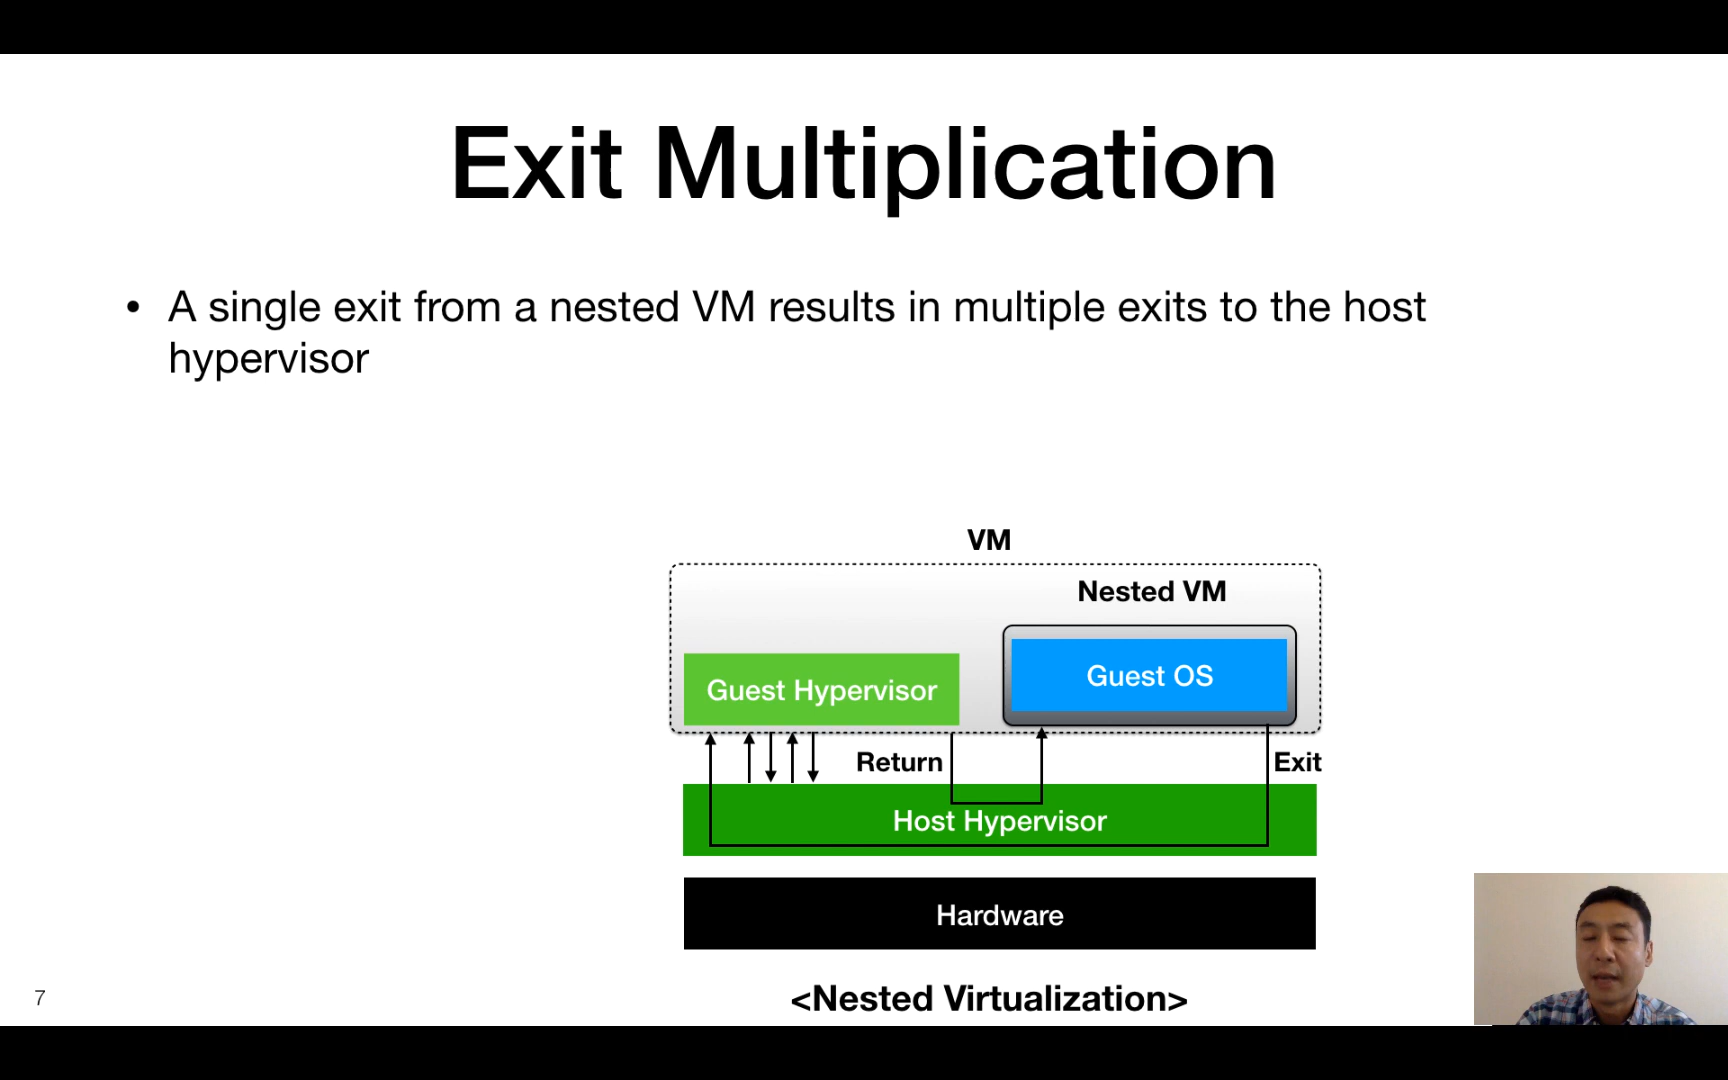 Exit Multiplication
• A single exit from a nested VM results in multiple exits to the host
hypervisor
VM
Nested VM
Guest Hypervisor
Guest OS
Return
Exit
Host Hypervisor
Hardware
<Nested Virtualization>
7